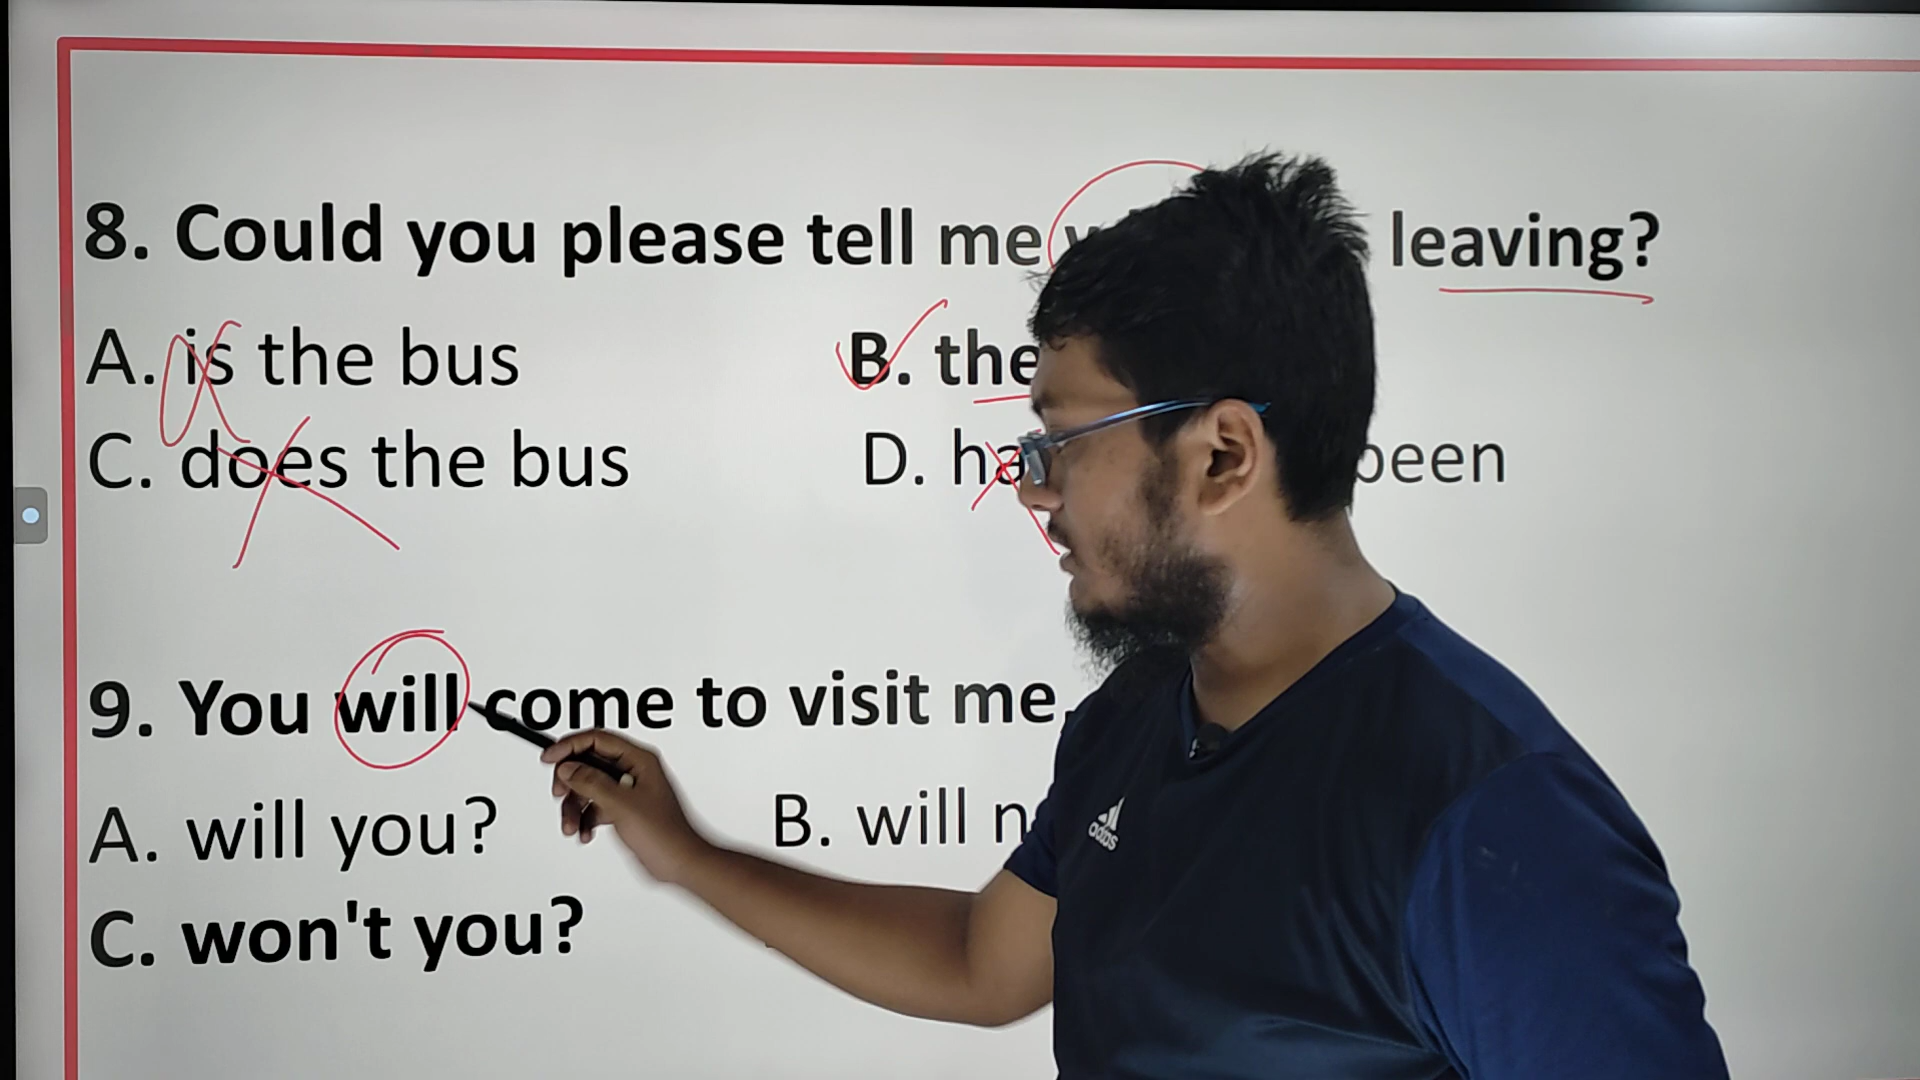 8. Could you please tell me leaving?
A. is the bus B. the
C. does the bus D. been
9. You will come to visit me,
A. will you? B. will
C. won't you?
adidas